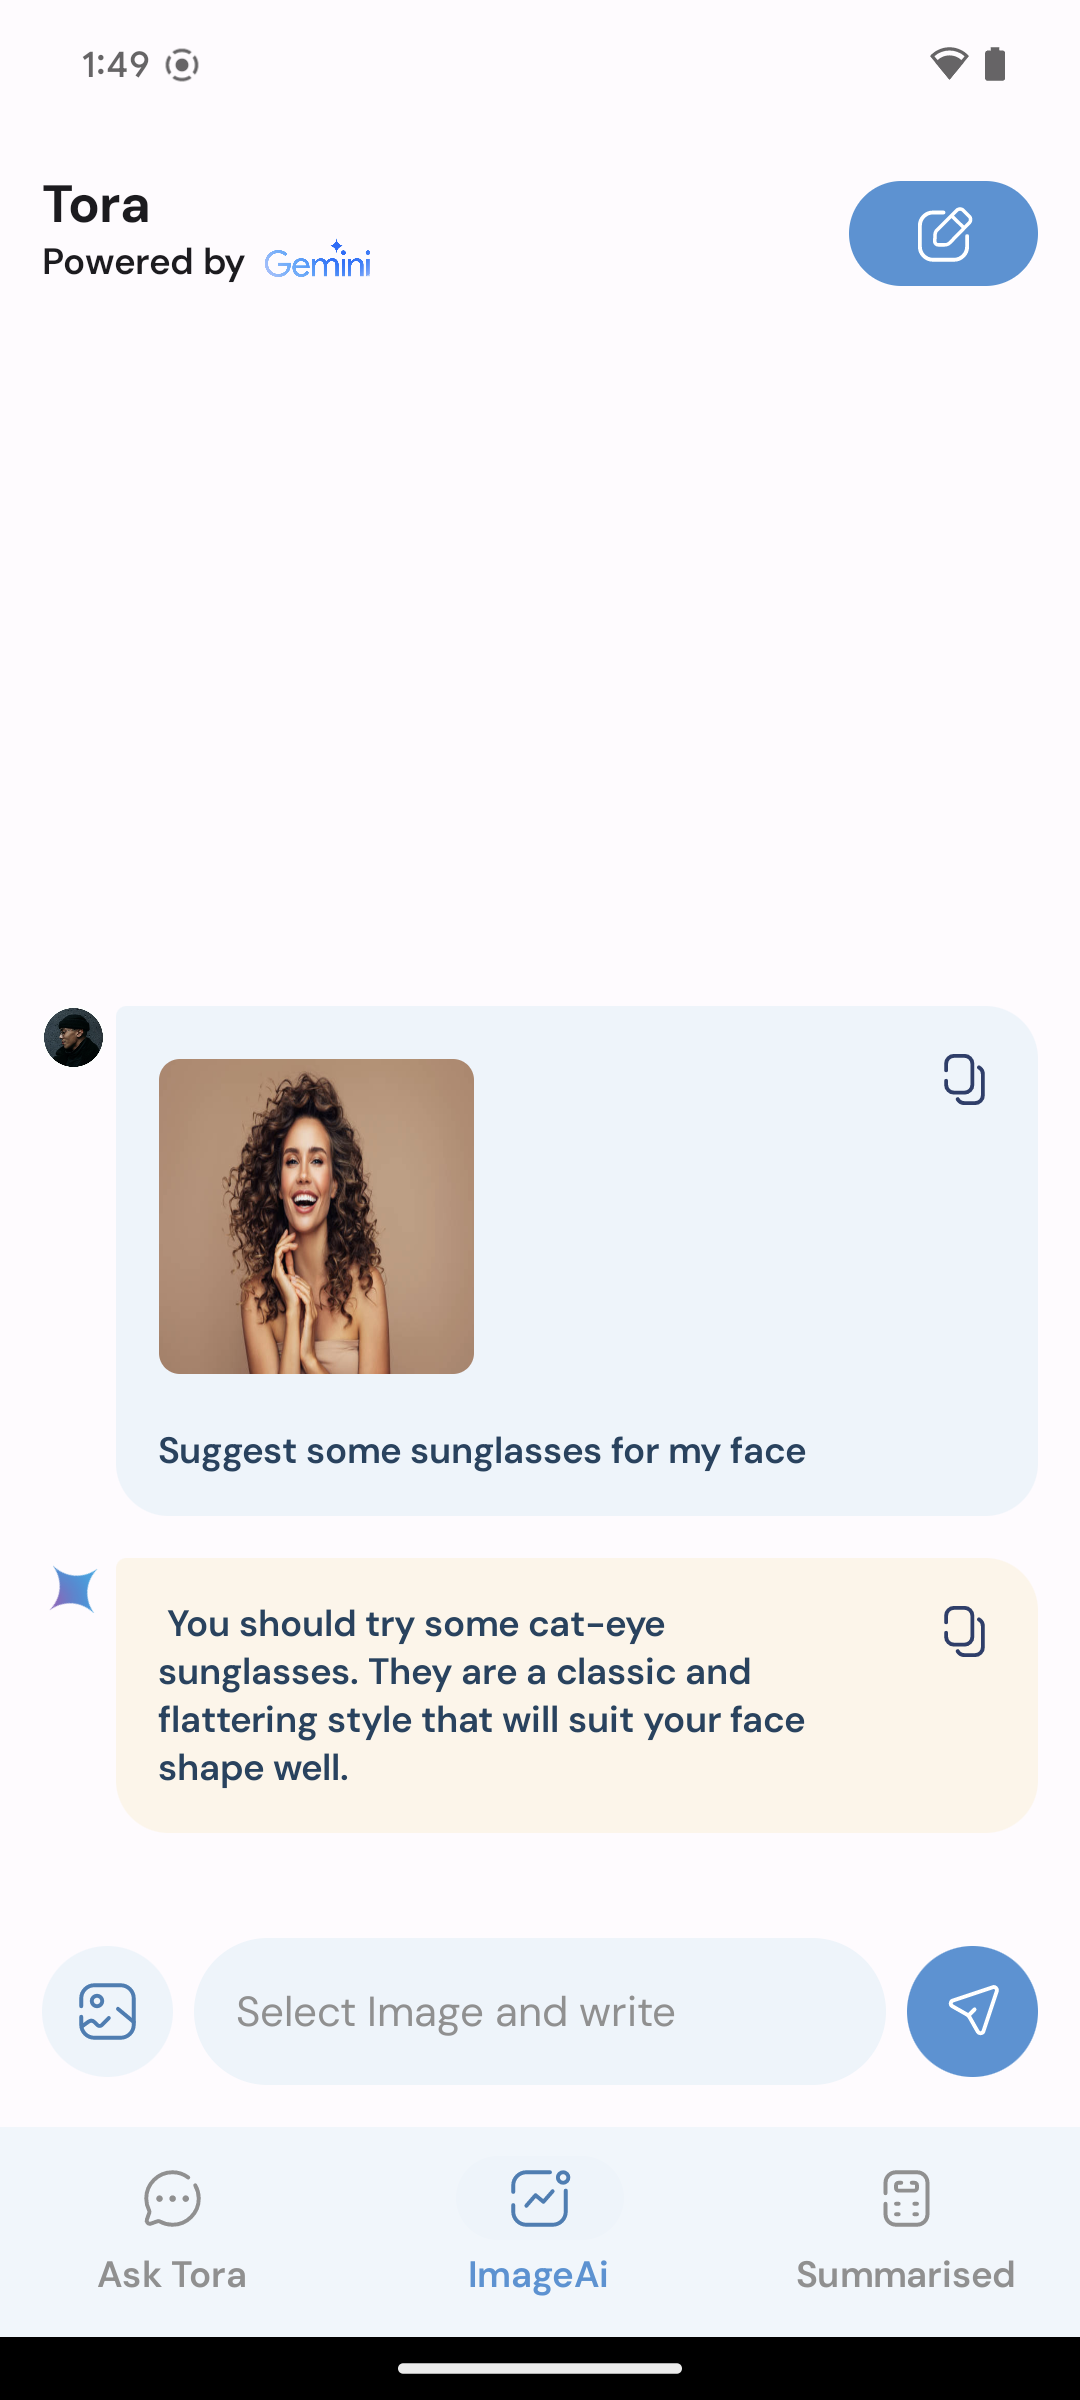 1:49
Tora
Powered by Gemini
Suggest some sunglasses for my face
You should try some cat-eye
sunglasses. They are a classic and
flattering style that will suit your face
shape well.
Select Image and write
Ask Tora
ImageAi
Summarised